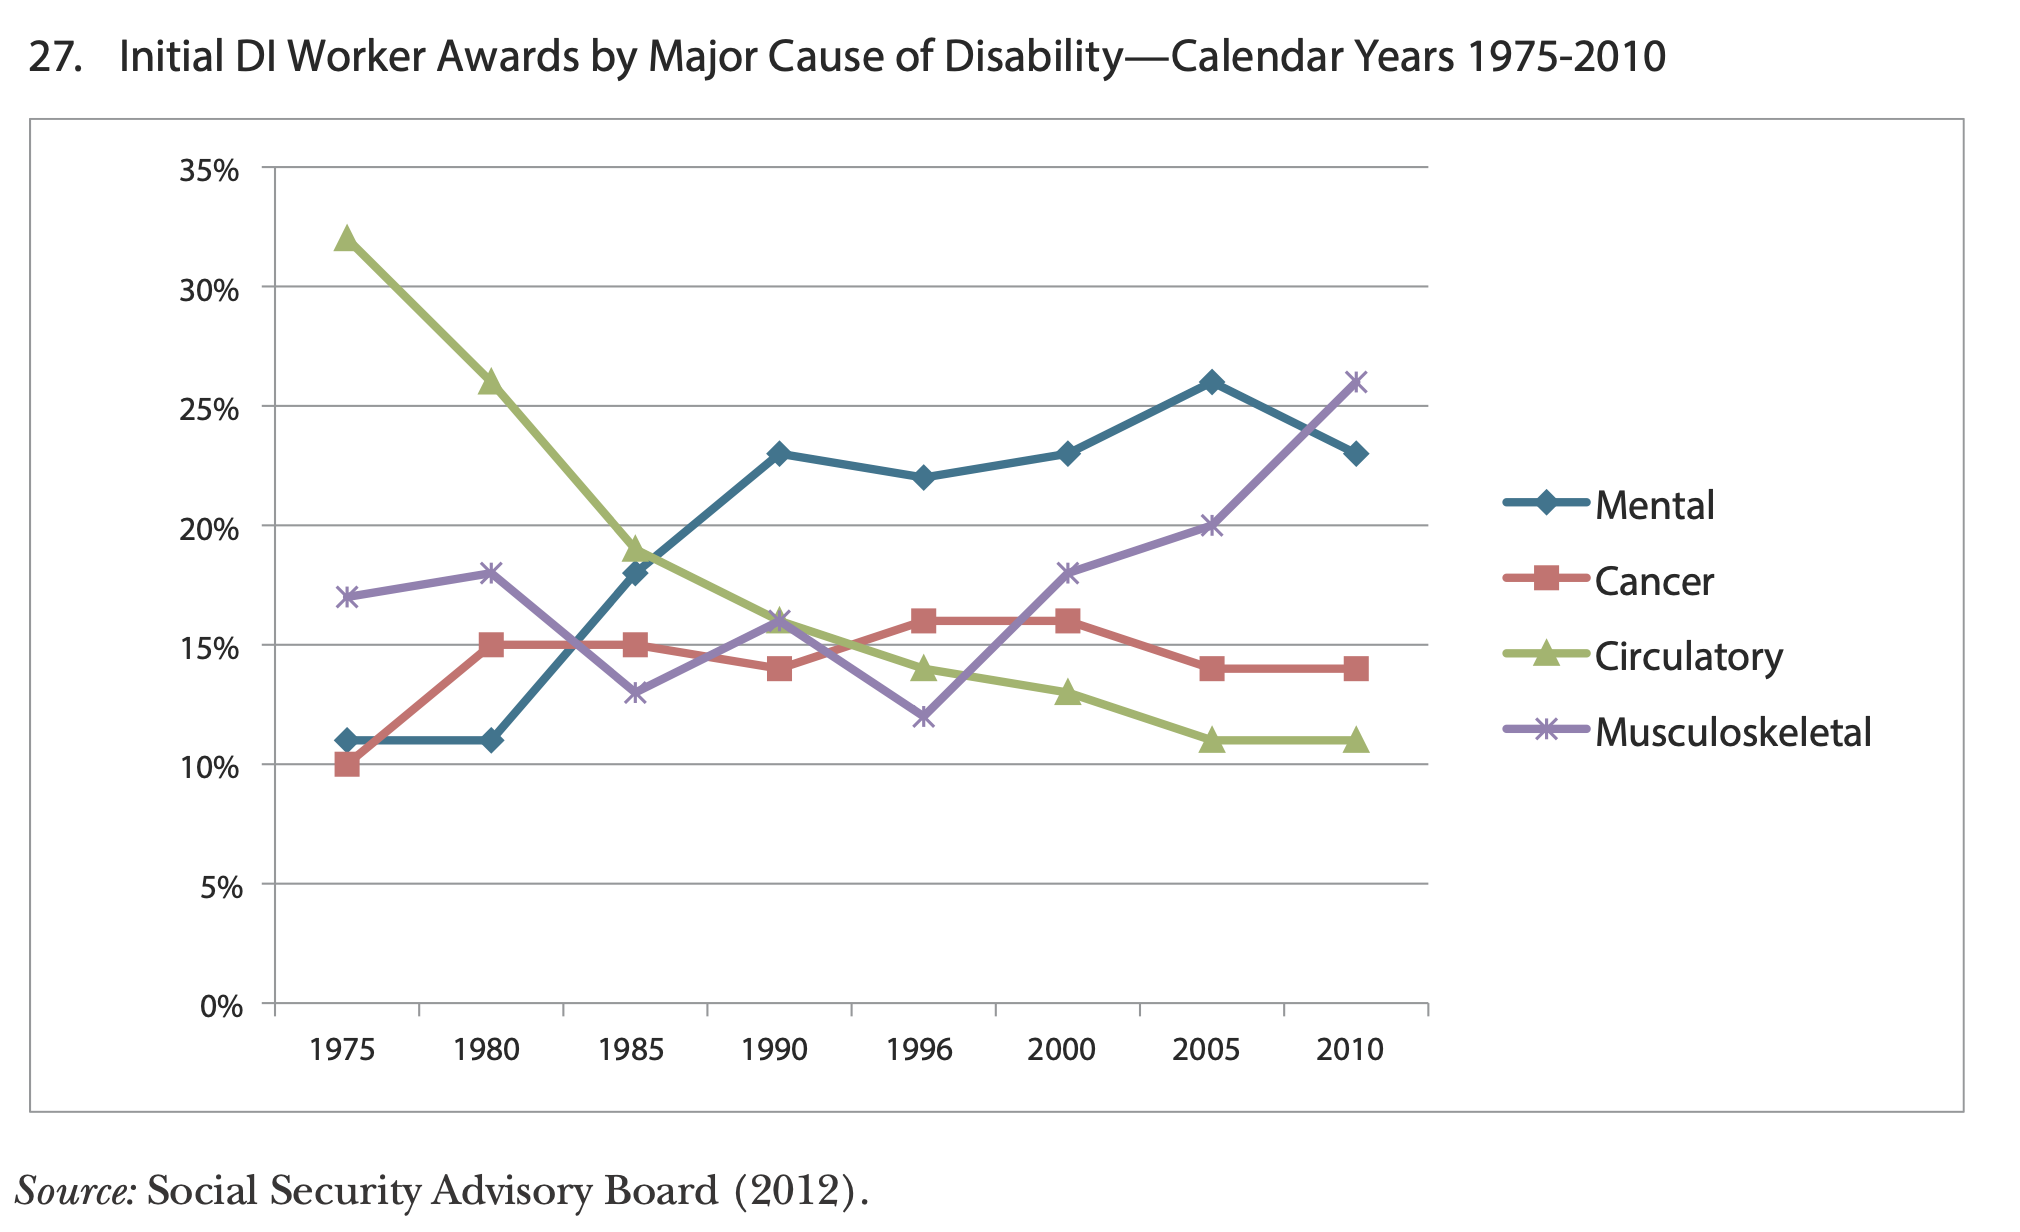 27. Initial DI Worker Awards by Major Cause of Disability—Calendar Years 1975-2010
35%
30%
25%
20%
15%
10%
5%
0%
1975 1980 1985 1990 1996 2000 2005 2010
Mental
Cancer
Circulatory
Musculoskeletal
Source: Social Security Advisory Board (2012).